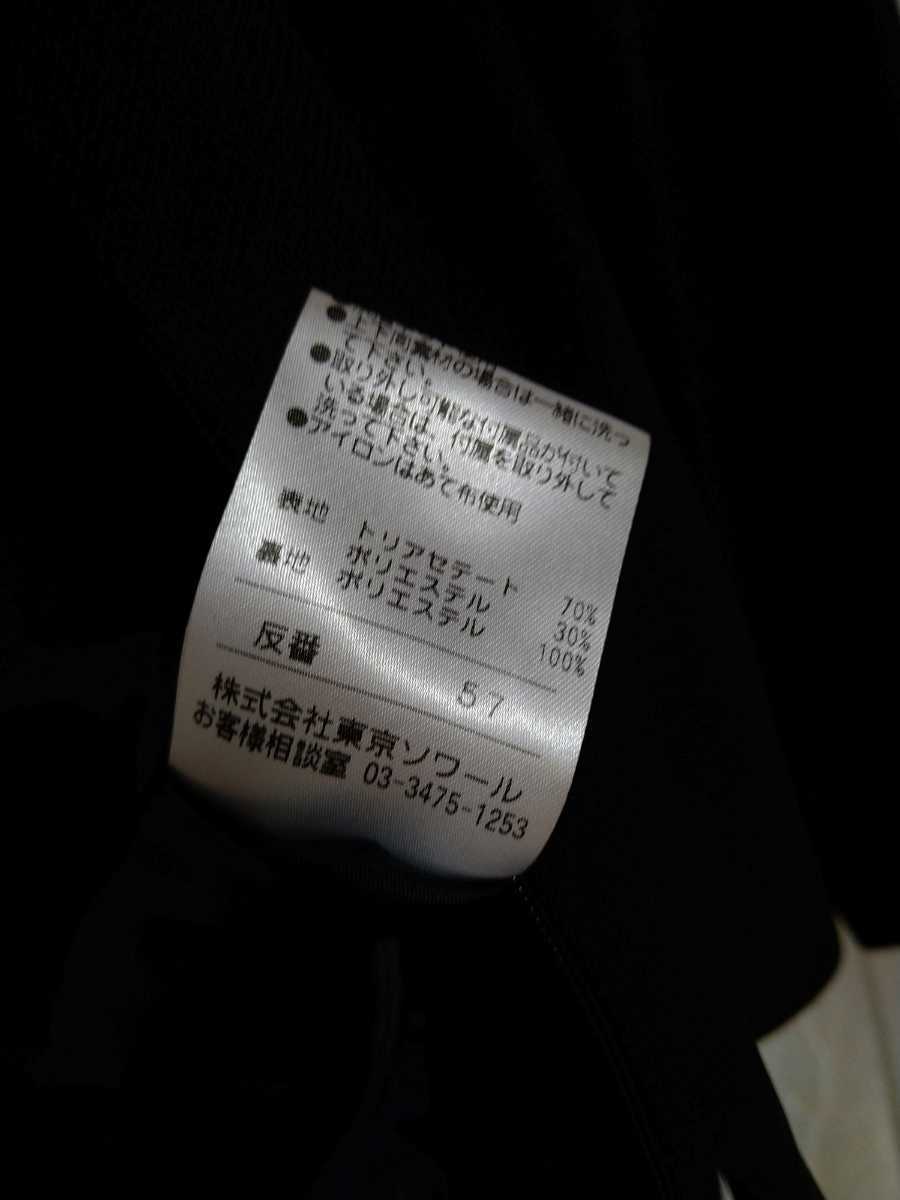 ●上下同素材の場合は一緒に洗っ
て下さい。
●取り外し可能な付属品が付いて
いる場合は、付属を取り外して
洗って下さい。
●アイロンはあて布使用
表地 トリアセテート 70%
ポリエステル 30%
裏地 ポリエステル 100%
反番 57
株式会社東京ソワール
お客様相談室 03-3475-1253